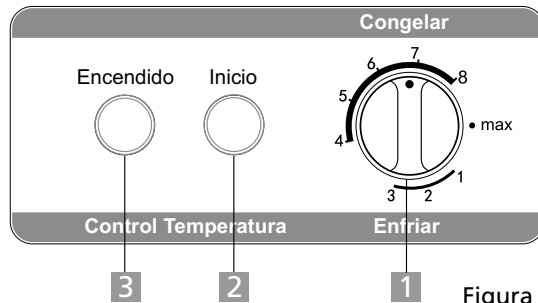 Congelar
Encendido
Inicio
7
6
8
5
4
max
1
3
2
Control Temperatura
Enfriar
3
2
1
Figura